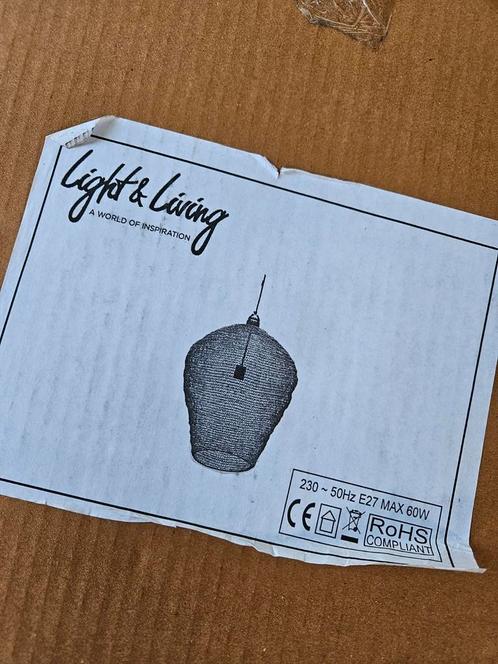 Light & Living
A WORLD OF INSPIRATION
230 ~ 50Hz E27 MAX 60W
CE
RoHS
COMPLIANT